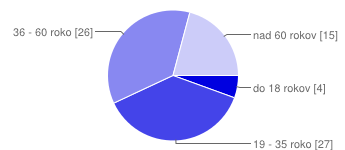 36 - 60 roko [26]
nad 60 rokov [15]
do 18 rokov [4]
19 - 35 roko [27]